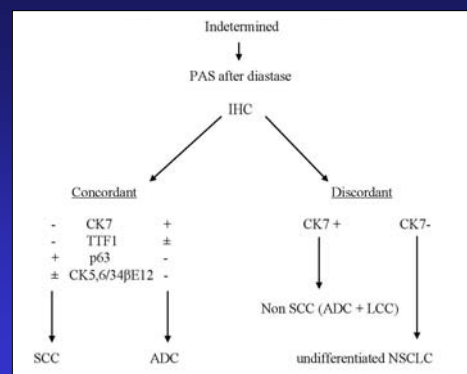 Indetermined
PAS after diastase
IHC
Concordant
Discordant
- CK7 +
- TTF1 ±
+ p63 -
± CK5,6/34βE12 -
CK7 + CK7-
Non SCC (ADC + LCC)
SCC ADC undifferentiated NSCLC